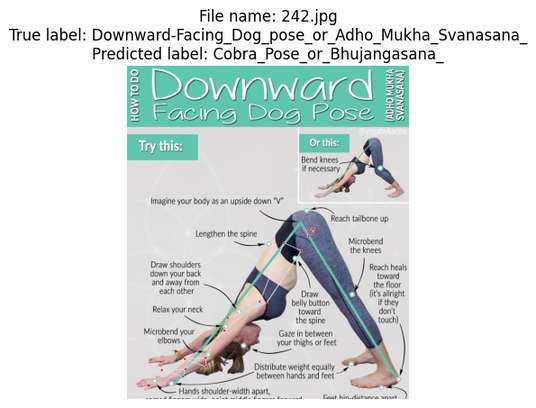 File name: 242.jpg
True label: Downward-Facing_Dog_pose_or_Adho_Mukha_Svanasana_
Predicted label: Cobra_Pose_or_Bhujangasana_
HOW TO DO
Downward
Facing Dog Pose
(ADHO MUKHA
SVANASANA)
@yogabykarina
Try this:
Or this:
Bend knees
if necessary
Imagine your body as an upside down "V"
Reach tailbone up
Lengthen the spine
Microbend
the knees
Draw shoulders
down your back
and away from
each other
Reach heels
toward
the floor
(it's allright
if they
don't
touch)
Draw
belly button
toward
the spine
Relax your neck
Microbend your
elbows
Gaze in between
your thighs or feet
Distribute weight equally
between hands and feet
Hands shoulder-width apart,
Feet hip-distance apart